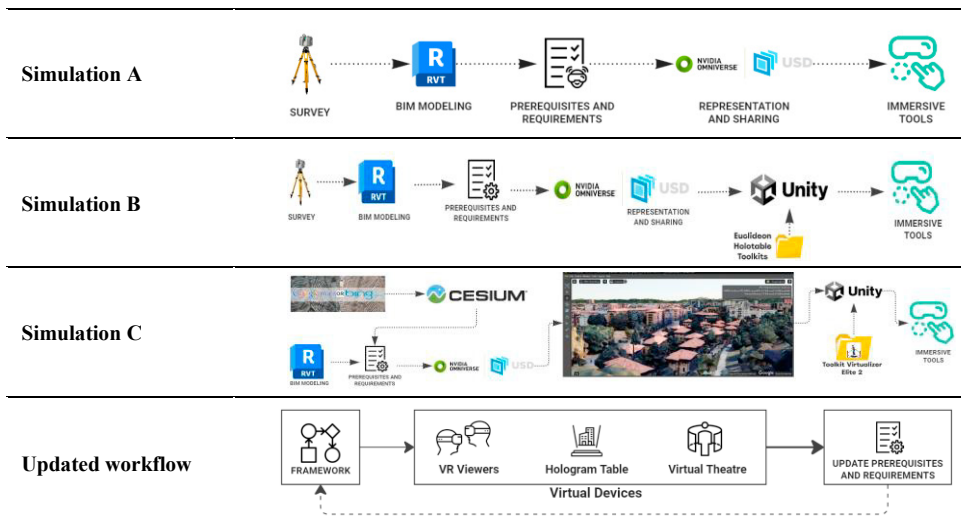 Simulation A
R
RVT
SURVEY
BIM MODELING
PREREQUISITES AND
REQUIREMENTS
NVIDIA
OMNIVERSE
USD
REPRESENTATION
AND SHARING
IMMERSIVE
TOOLS
Simulation B
SURVEY
R
RVT
BIM MODELING
PREREQUISITES AND
REQUIREMENTS
NVIDIA
OMNIVERSE
USD
REPRESENTATION
AND SHARING
Unity
Euclideon
Holotable
Toolkits
IMMERSIVE
TOOLS
Simulation C
bing
CESIUM
R
RVT
BIM MODELING
PREREQUISITES AND
REQUIREMENTS
NVIDIA
OMNIVERSE
USD
Google
Unity
Toolkit Virtualizer
Elite 2
IMMERSIVE
TOOLS
Updated workflow
FRAMEWORK
VR Viewers
Hologram Table
Virtual Theatre
Virtual Devices
UPDATE PREREQUISITES
AND REQUIREMENTS